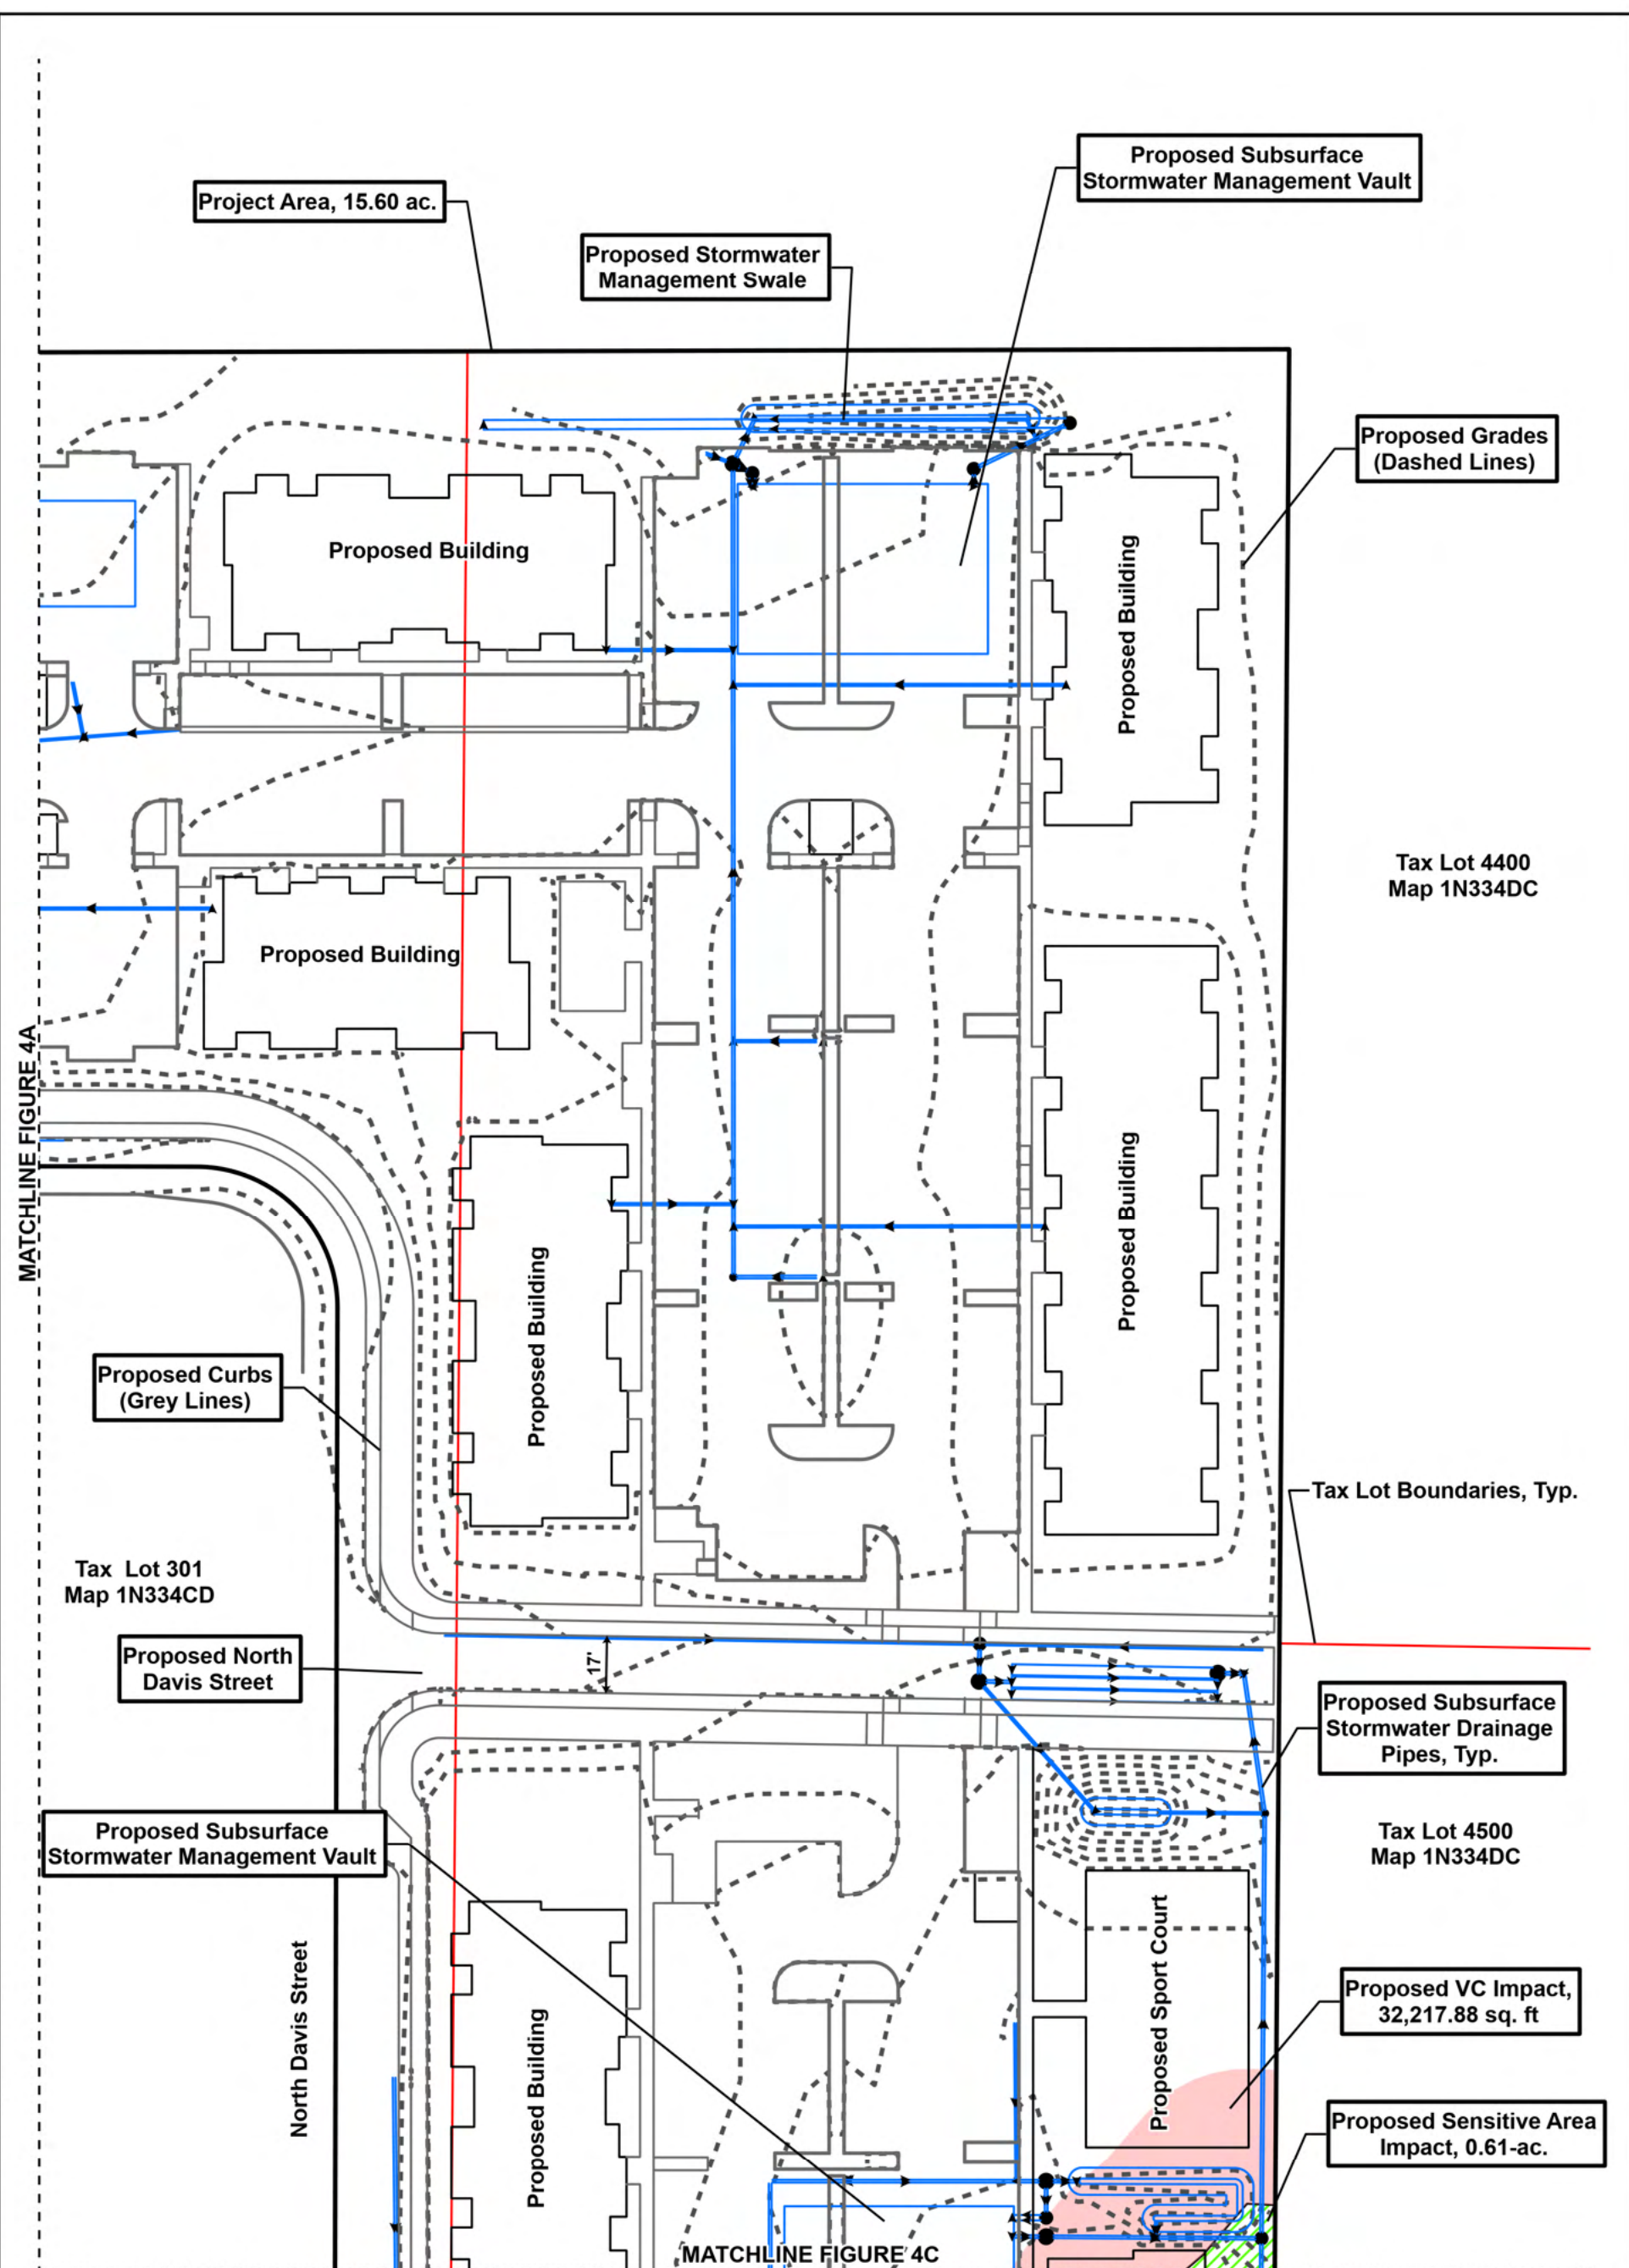 Proposed Subsurface
Stormwater Management Vault
Project Area, 15.60 ac.
Proposed Stormwater
Management Swale
Proposed Grades
(Dashed Lines)
Proposed Building
Proposed Building
Tax Lot 4400
Map 1N334DC
Proposed Building
MATCHLINE FIGURE 4A
Proposed Building
Proposed Building
Proposed Curbs
(Grey Lines)
Tax Lot Boundaries, Typ.
Tax  Lot 301
Map 1N334CD
Proposed North
Davis Street
17'
Proposed Subsurface
Stormwater Drainage
Pipes, Typ.
Proposed Subsurface
Stormwater Management Vault
Tax Lot 4500
Map 1N334DC
North Davis Street
Proposed Building
Proposed Sport Court
Proposed VC Impact,
32,217.88 sq. ft
Proposed Sensitive Area
Impact, 0.61-ac.
MATCHLINE FIGURE 4C